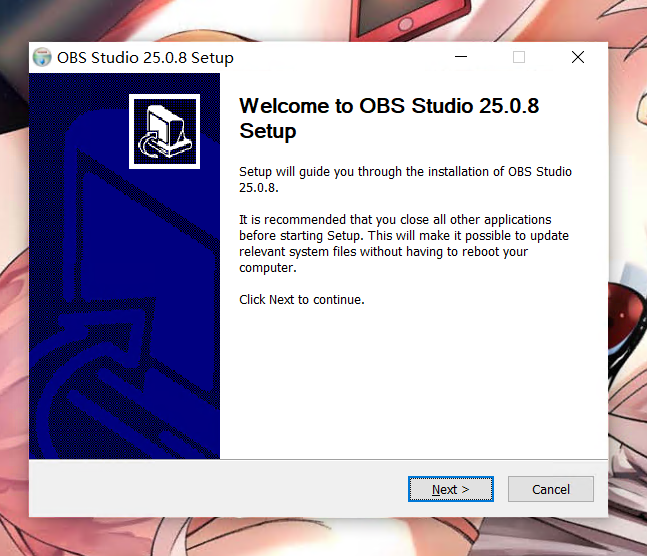 OBS Studio 25.0.8 Setup
Welcome to OBS Studio 25.0.8
Setup
Setup will guide you through the installation of OBS Studio
25.0.8.
It is recommended that you close all other applications
before starting Setup. This will make it possible to update
relevant system files without having to reboot your
computer.
Click Next to continue.
Next >
Cancel